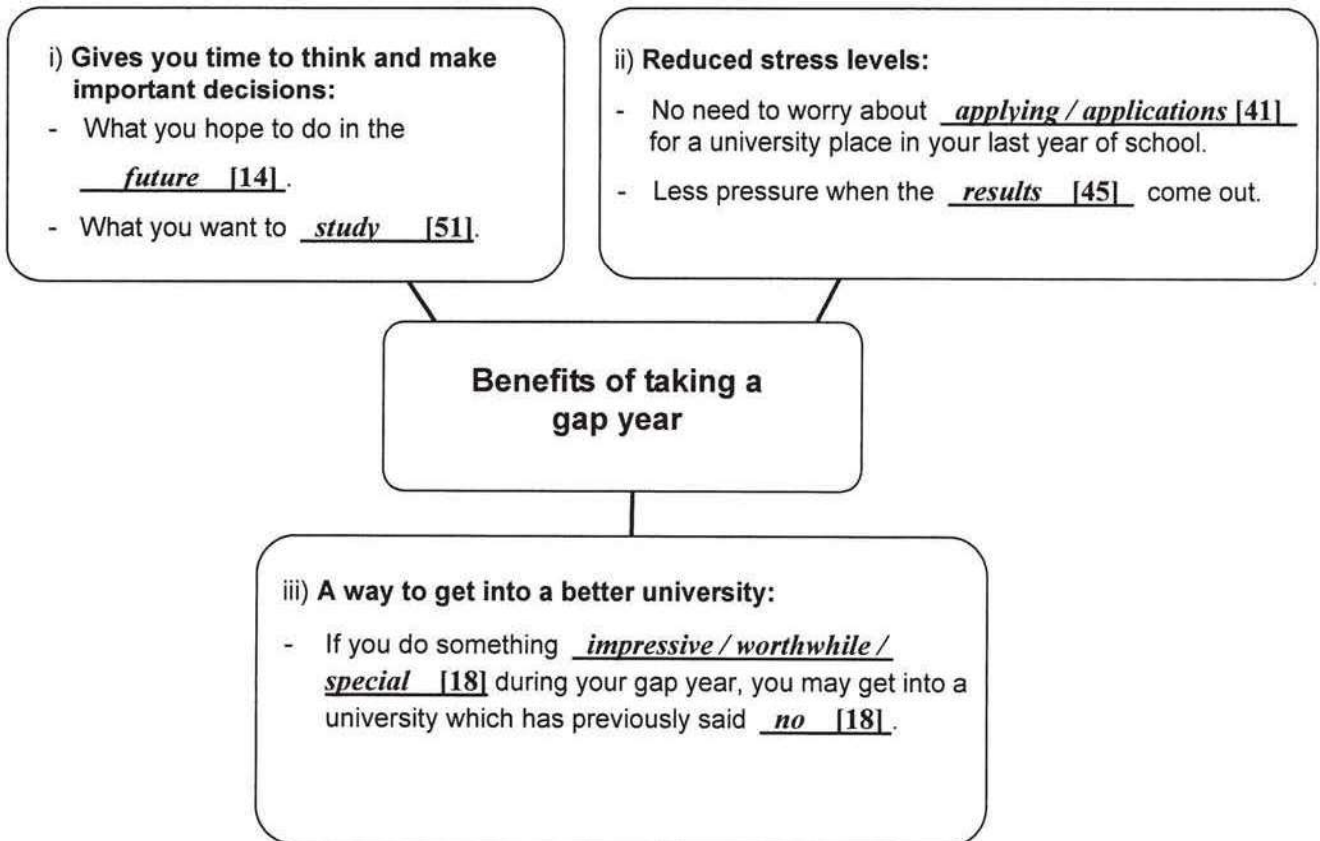 i) Gives you time to think and make
important decisions:
- What you hope to do in the
future [14].
- What you want to study [51].
ii) Reduced stress levels:
- No need to worry about applying / applications [41]
for a university place in your last year of school.
- Less pressure when the results [45] come out.
Benefits of taking a
gap year
iii) A way to get into a better university:
- If you do something impressive / worthwhile /
special [18] during your gap year, you may get into a
university which has previously said no [18].